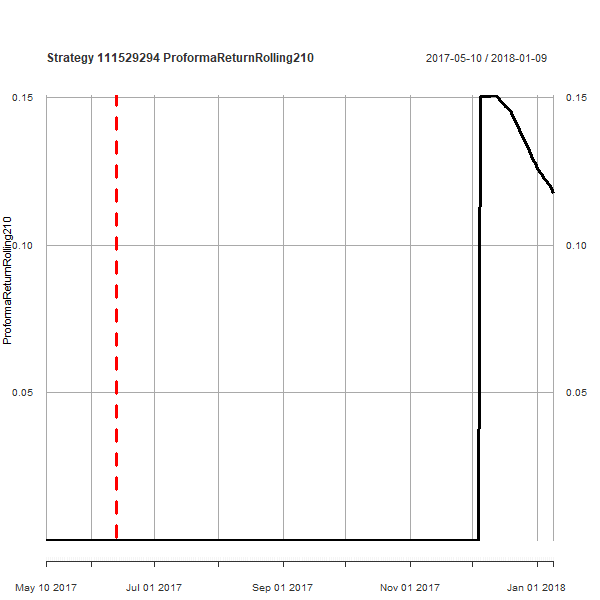 Strategy 111529294 ProformaReturnRolling210
2017-05-10 / 2018-01-09
0.15
0.15
ProformaReturnRolling210
0.10
0.10
0.05
0.05
May 10 2017
Jul 01 2017
Sep 01 2017
Nov 01 2017
Jan 01 2018